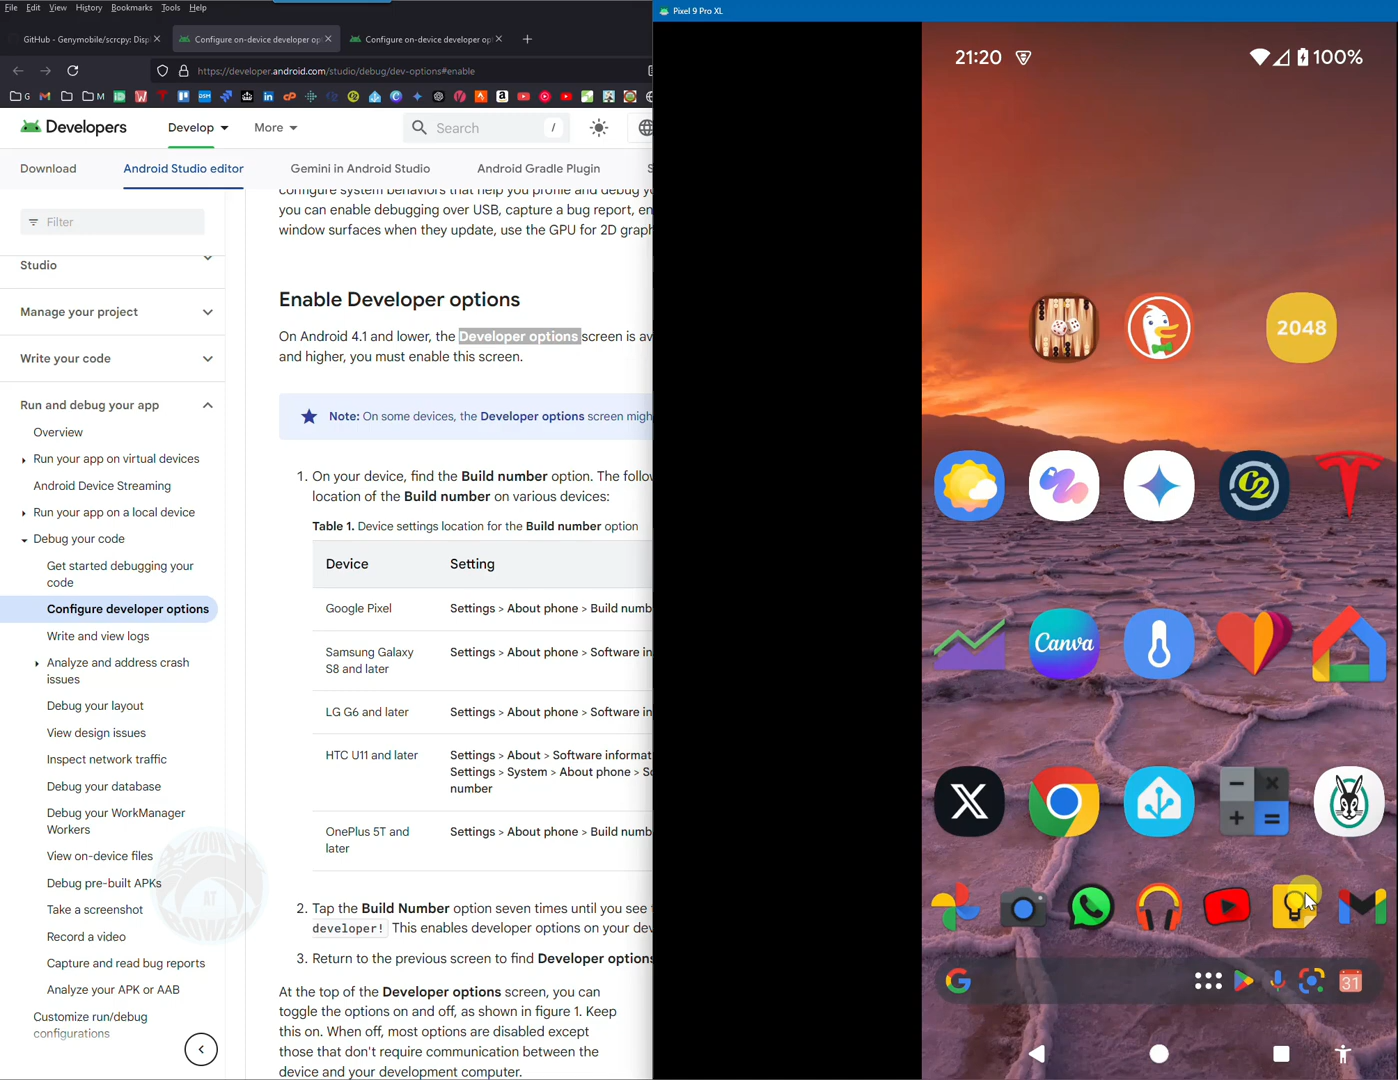 File Edit View History Bookmarks Tools Help
GitHub - Genymobile/scrcpy: Disp
Configure on-device developer op
Configure on-device developer op
https://developer.android.com/studio/debug/dev-options#enable
G M
Developers
Develop More Search /
Download Android Studio editor Gemini in Android Studio Android Gradle Plugin S
Filter
Studio
Manage your project
Write your code
Run and debug your app
Overview
Run your app on virtual devices
Android Device Streaming
Run your app on a local device
Debug your code
Get started debugging your
code
Configure developer options
Write and view logs
Analyze and address crash
issues
Debug your layout
View design issues
Inspect network traffic
Debug your database
Debug your WorkManager
Workers
View on-device files
Debug pre-built APKs
Take a screenshot
Record a video
Capture and read bug reports
Analyze your APK or AAB
Customize run/debug
configurations
configure system behaviors that help you profile and debug yo
you can enable debugging over USB, capture a bug report, en
window surfaces when they update, use the GPU for 2D graph
Enable Developer options
On Android 4.1 and lower, the Developer options screen is av
and higher, you must enable this screen.
Note: On some devices, the Developer options screen migh
1. On your device, find the Build number option. The follow
location of the Build number on various devices:
Table 1. Device settings location for the Build number option
Device Setting
Google Pixel Settings > About phone > Build numb
Samsung Galaxy
S8 and later
Settings > About phone > Software in
LG G6 and later Settings > About phone > Software in
HTC U11 and later
Settings > About > Software informat
Settings > System > About phone > So
number
OnePlus 5T and
later
Settings > About phone > Build numb
2. Tap the Build Number option seven times until you see t
developer! This enables developer options on your dev
3. Return to the previous screen to find Developer options
At the top of the Developer options screen, you can
toggle the options on and off, as shown in figure 1. Keep
this on. When off, most options are disabled except
those that don't require communication between the
device and your development computer.
Pixel 9 Pro XL
21:20 100%
2048
Canva
31